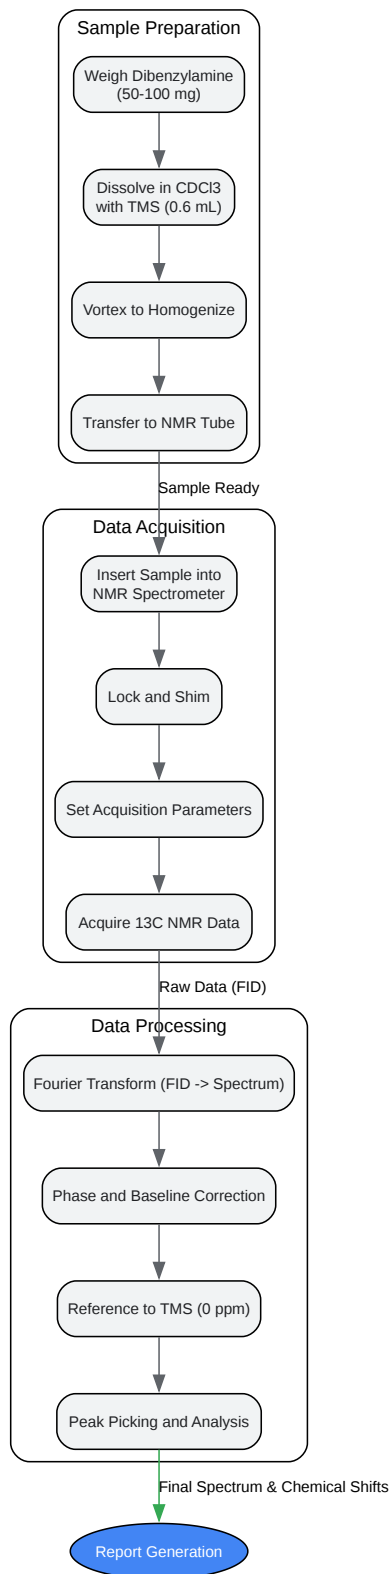 Sample Preparation
Weigh Dibenzylamine
(50-100 mg)
Dissolve in CDCl3
with TMS (0.6 mL)
Vortex to Homogenize
Transfer to NMR Tube
Sample Ready
Data Acquisition
Insert Sample into
NMR Spectrometer
Lock and Shim
Set Acquisition Parameters
Acquire 13C NMR Data
Raw Data (FID)
Data Processing
Fourier Transform (FID -> Spectrum)
Phase and Baseline Correction
Reference to TMS (0 ppm)
Peak Picking and Analysis
Final Spectrum & Chemical Shifts
Report Generation